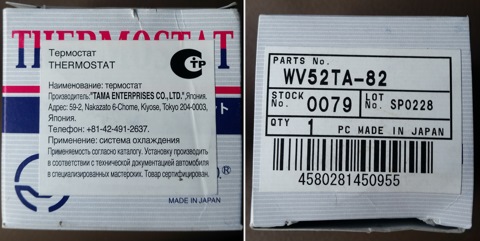 THERMOSTAT
Термостат
THERMOSTAT
СТР
Наименование: термостат
Производитель: "TAMA ENTERPRISES CO.,LTD.",
Адрес: 59-2, Nakazato 6-Chome, Kiyose, Tokyo 204-0003,
Япония.
Телефон: +81-42-491-2637.
Применение: система охлаждения
Применяемость согласно каталогу. Установку производить
в соответствии с технической документацией автомобиля
в специализированных мастерских. Товар сертифицирован.
ット
O.®
MADE IN JAPAN
PARTS No.
WV52TA-82
STOCK No. 0079
LOT No. SP0228
QTY 1 PC MADE IN JAPAN
4580281450955